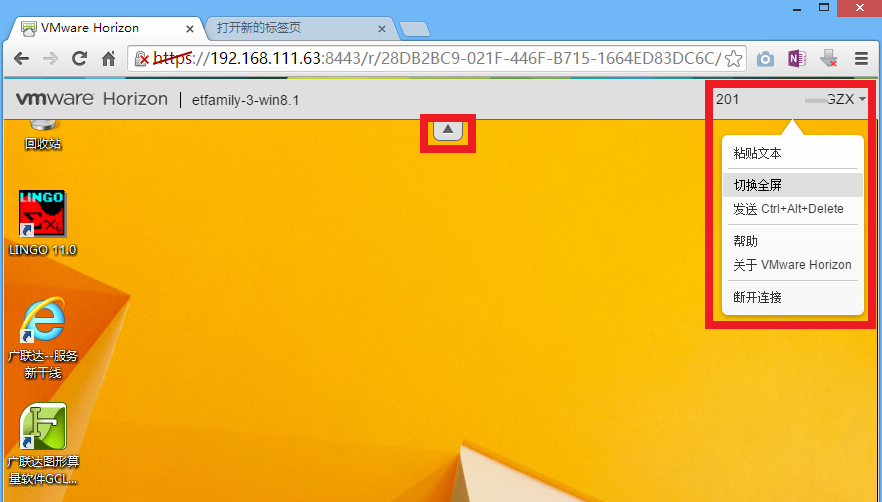 VMware Horizon
打开新的标签页
https://192.168.111.63:8443/r/28DB2BC9-021F-446F-B715-1664ED83DC6C/
vmware Horizon | etfamily-3-win8.1
201 GZX
回收站
粘贴文本
切换全屏
发送 Ctrl+Alt+Delete
帮助
关于 VMware Horizon
断开连接
LINGO
LINGO 11.0
广联达--服务
新干线
广联达图形算
量软件GCL...